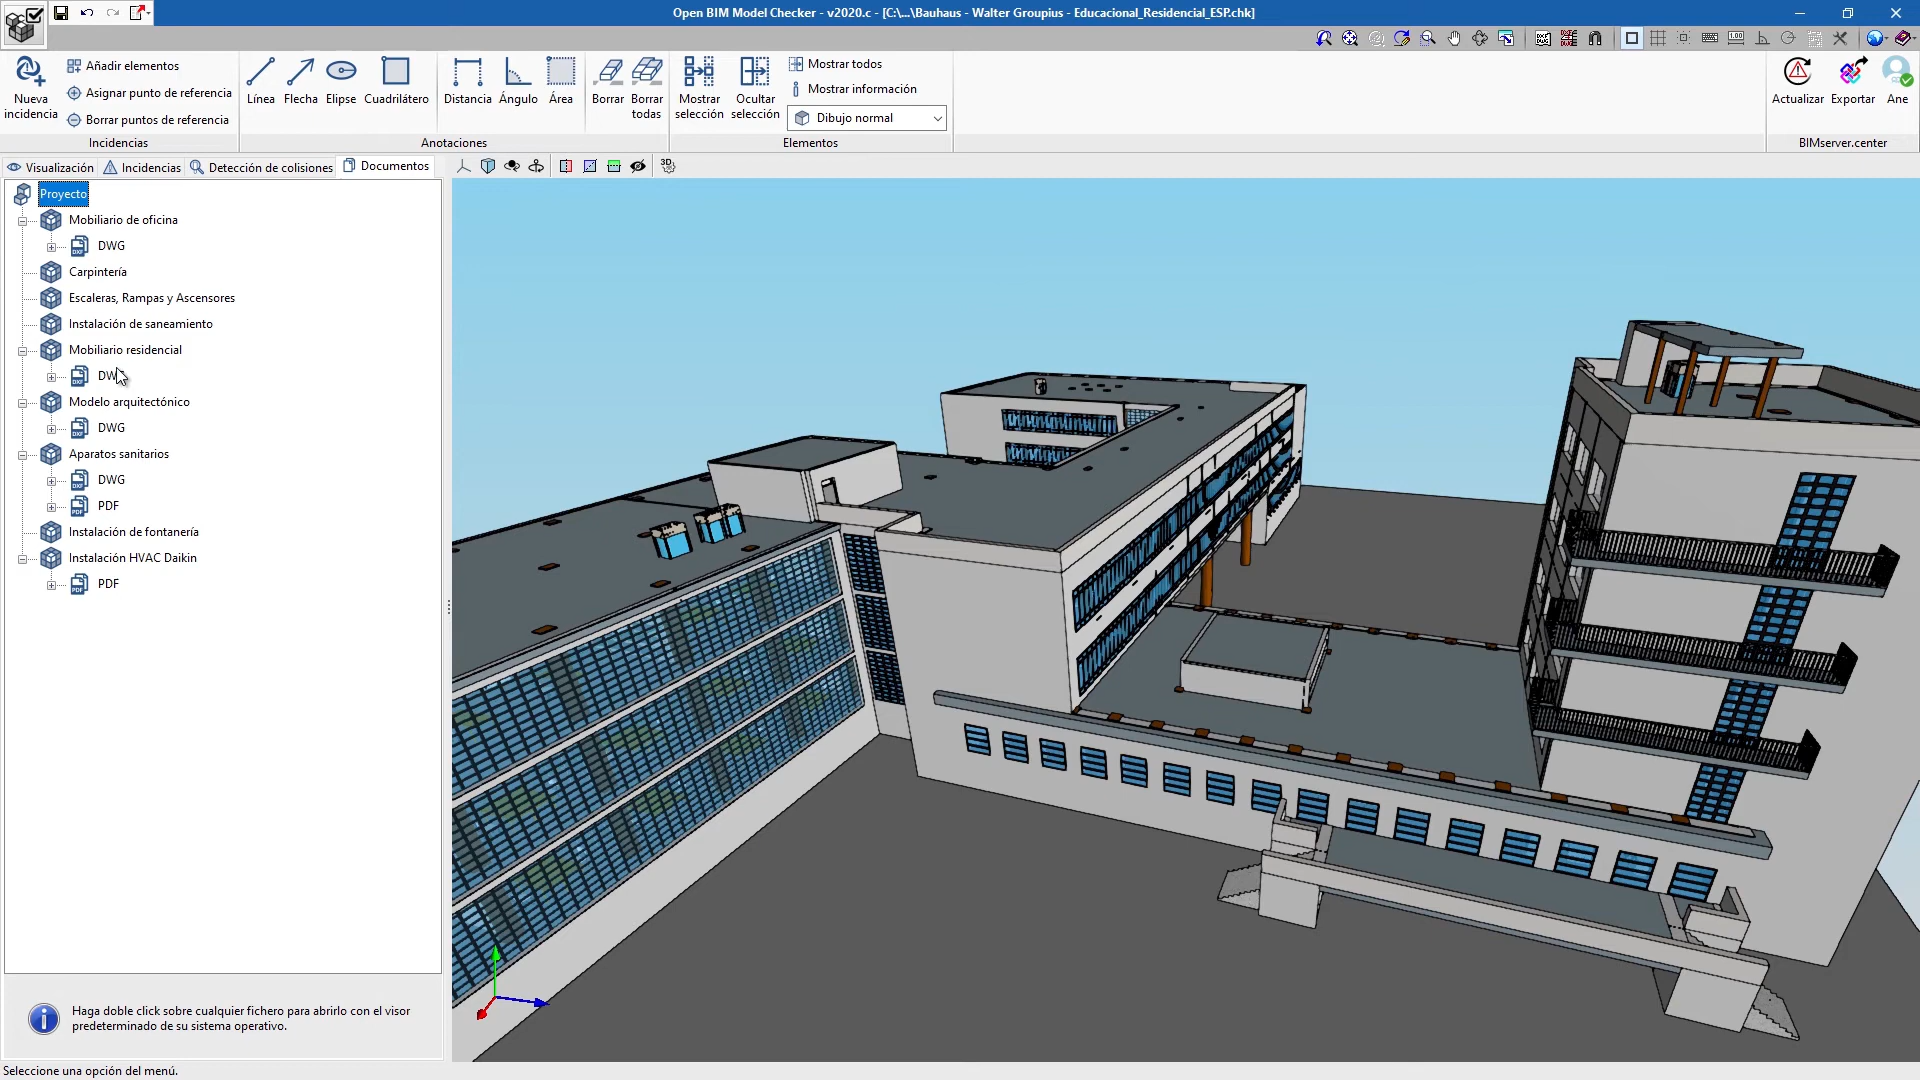 Open BIM Model Checker - v2020.c - [C:\...\Bauhaus - Walter Groupius - Educacional_Residencial_ESP.chk]
Nueva incidencia
Añadir elementos
Asignar punto de referencia
Borrar puntos de referencia
Incidencias
Línea
Flecha
Elipse
Cuadrilátero
Distancia
Ángulo
Área
Borrar
Borrar todas
Anotaciones
Mostrar selección
Ocultar selección
Mostrar todos
Mostrar información
Dibujo normal
Elementos
Actualizar
Exportar
Ane
BIMserver.center
Visualización
Incidencias
Detección de colisiones
Documentos
3D
Proyecto
Mobiliario de oficina
DWG
Carpintería
Escaleras, Rampas y Ascensores
Instalación de saneamiento
Mobiliario residencial
DWG
Modelo arquitectónico
DWG
Aparatos sanitarios
DWG
PDF
Instalación de fontanería
Instalación HVAC Daikin
PDF
Haga doble click sobre cualquier fichero para abrirlo con el visor
predeterminado de su sistema operativo.
Seleccione una opción del menú.